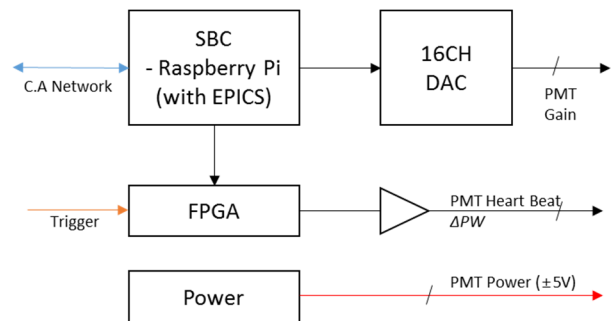 SBC
- Raspberry Pi
(with EPICS)
16CH
DAC
C.A Network
PMT
Gain
FPGA
Trigger
PMT Heart Beat
ΔPW
Power
PMT Power (±5V)